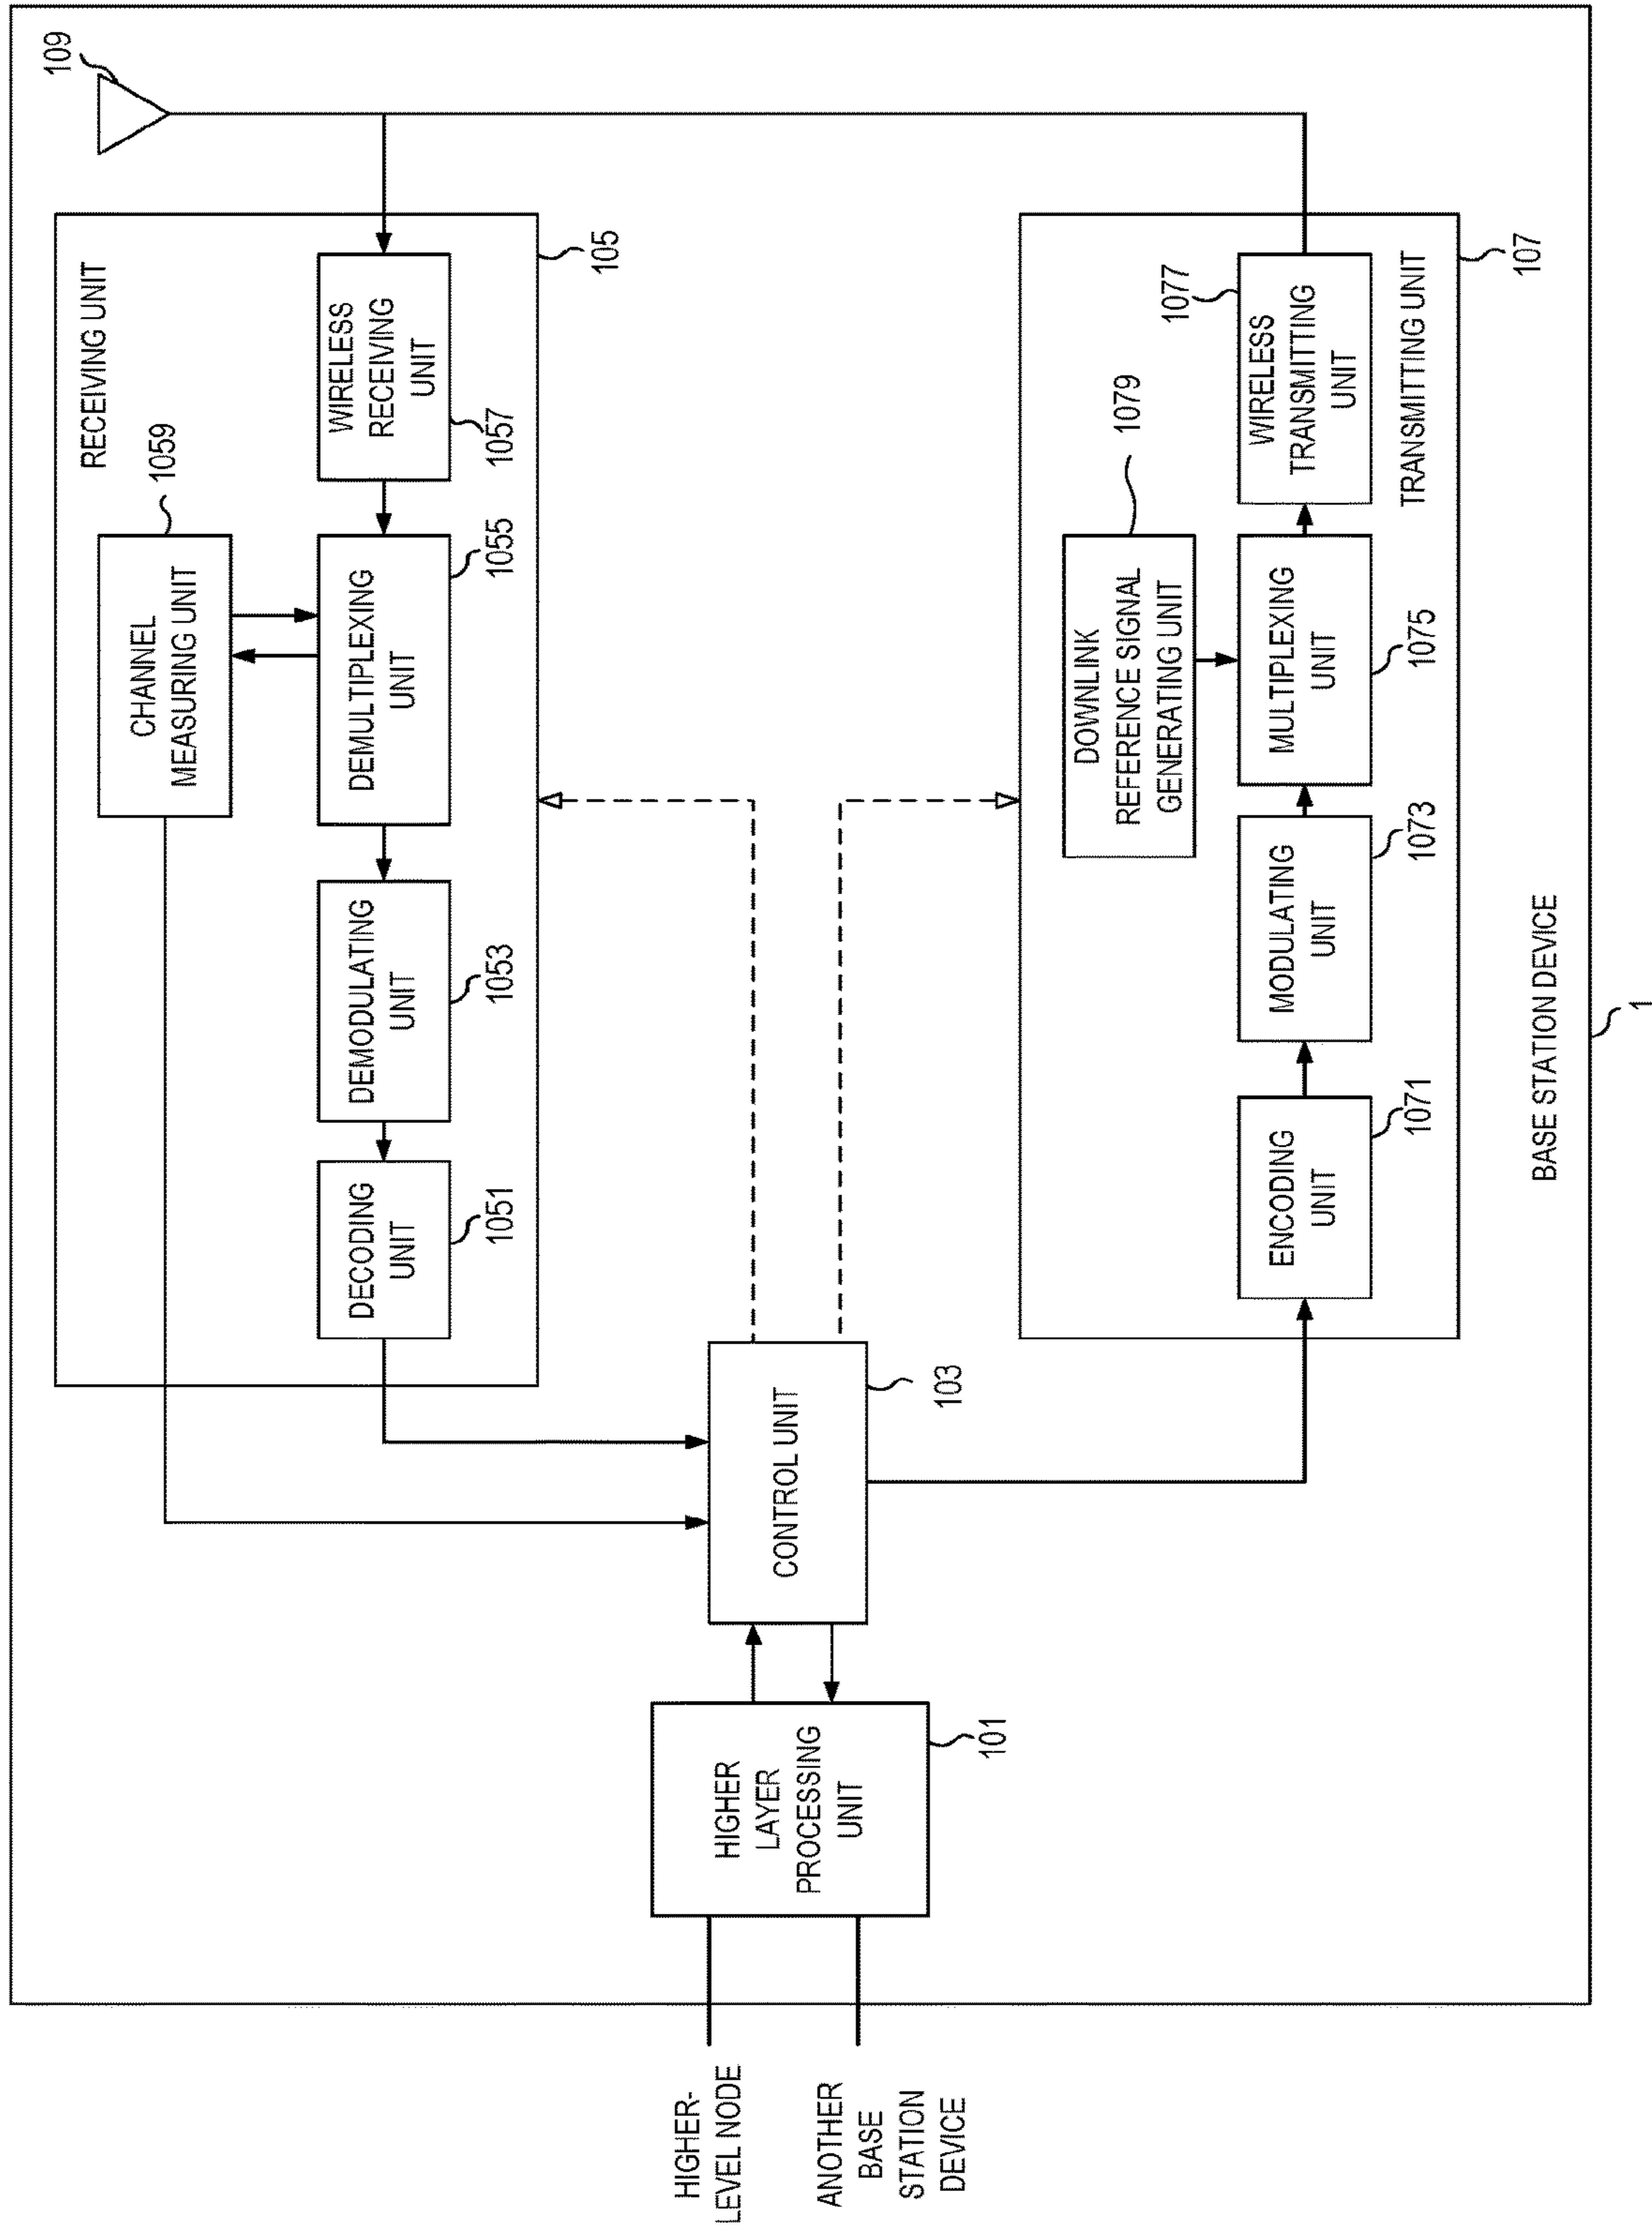 109
RECEIVING UNIT
CHANNEL
MEASURING UNIT
1059
DECODING
UNIT
1051
DEMODULATING
UNIT
1053
DEMULTIPLEXING
UNIT
1055
WIRELESS
RECEIVING
UNIT
1057
105
HIGHER-
LEVEL NODE
ANOTHER
BASE
STATION
DEVICE
HIGHER
LAYER
PROCESSING
UNIT
101
CONTROL UNIT
103
DOWNLINK
REFERENCE SIGNAL
GENERATING UNIT
1079
ENCODING
UNIT
1071
MODULATING
UNIT
1073
MULTIPLEXING
UNIT
1075
WIRELESS
TRANSMITTING
UNIT
1077
TRANSMITTING UNIT
107
BASE STATION DEVICE
1